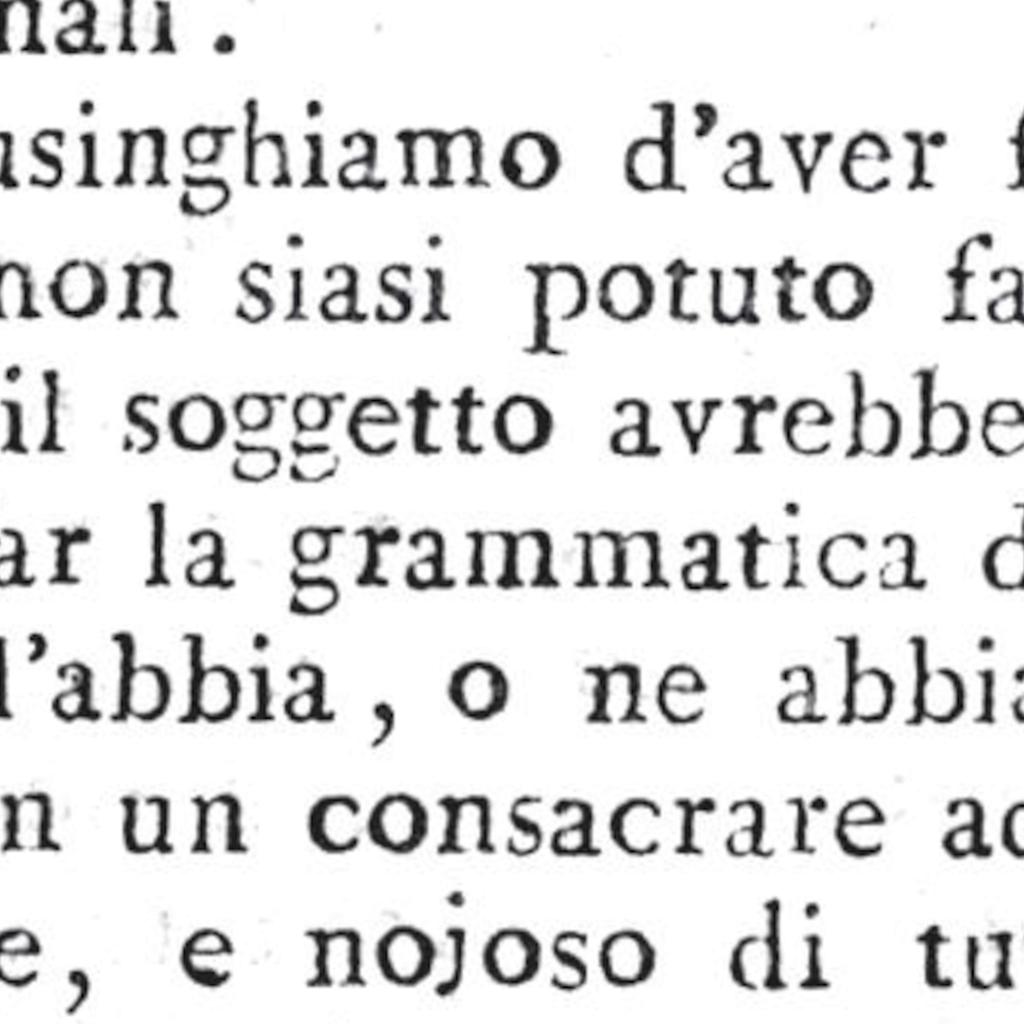 nali.
usinghiamo d'aver f
non siasi potuto fa
il soggetto avrebbe
ar la grammatica d
l'abbia, o ne abbia
n un consacrare ac
e, e nojoso di tu